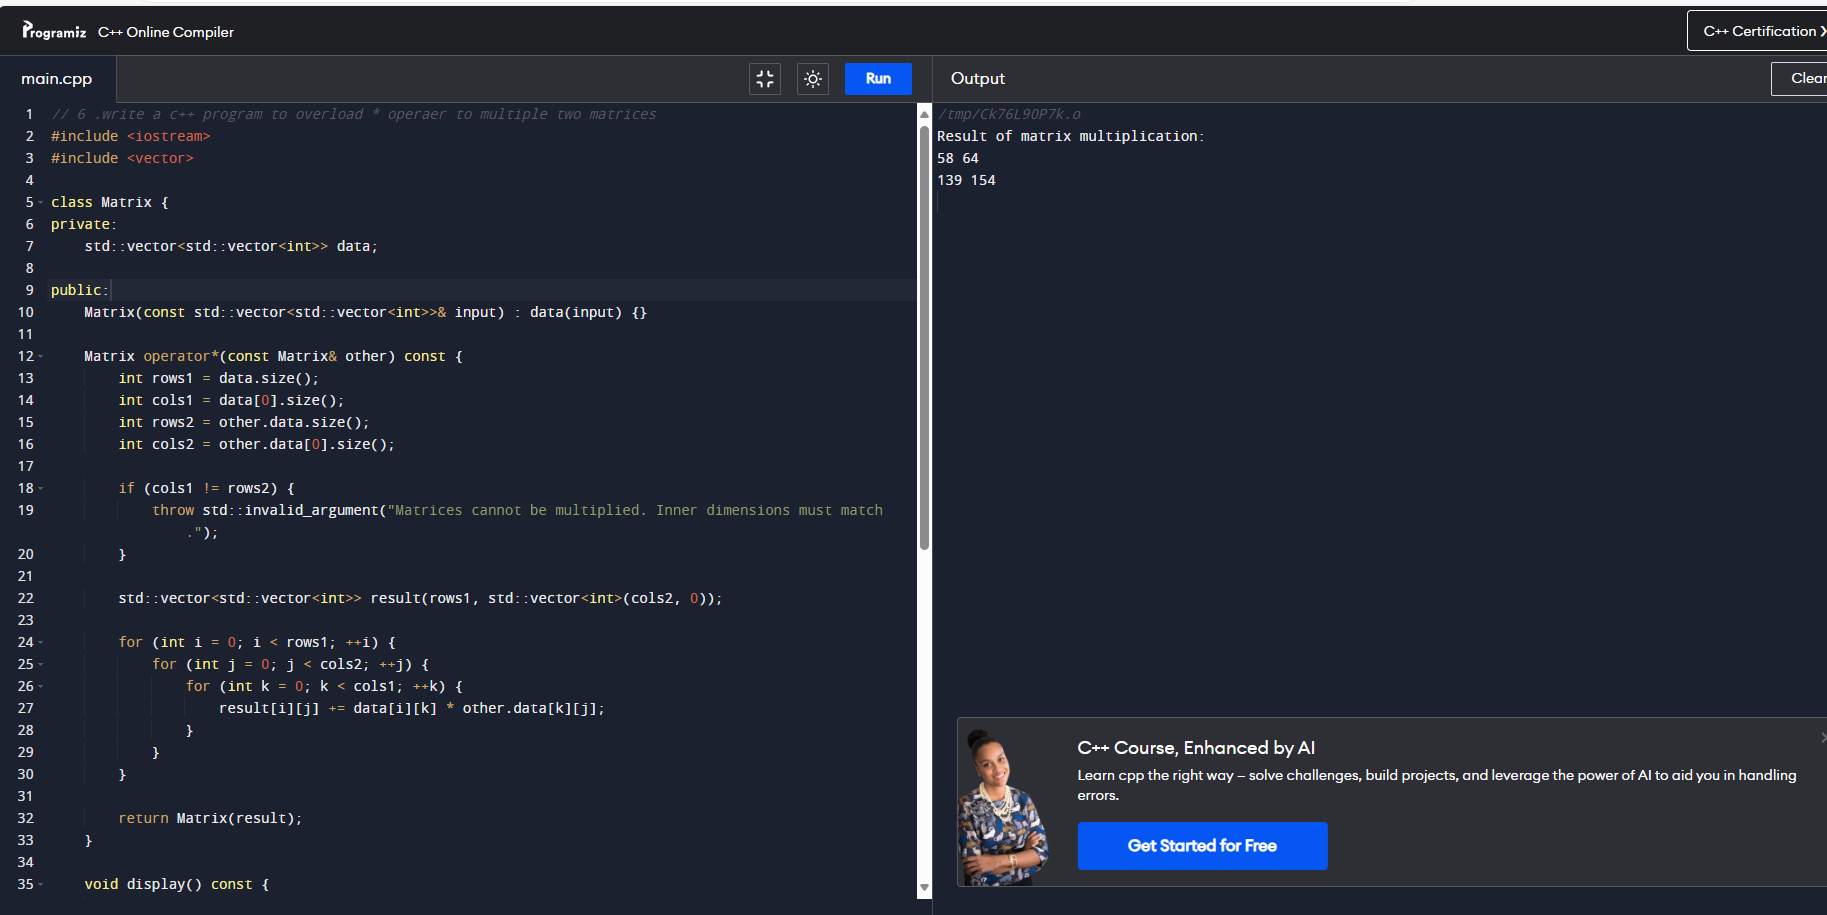 Programiz C++ Online Compiler
C++ Certification
main.cpp
Run
Output
Clear
1 // 6 .write a c++ program to overload * operaer to multiple two matrices
2 #include <iostream>
3 #include <vector>
4
5 class Matrix {
6 private:
7     std::vector<std::vector<int>> data;
8
9 public:
10     Matrix(const std::vector<std::vector<int>>& input) : data(input) {}
11
12     Matrix operator*(const Matrix& other) const {
13         int rows1 = data.size();
14         int cols1 = data[0].size();
15         int rows2 = other.data.size();
16         int cols2 = other.data[0].size();
17
18         if (cols1 != rows2) {
19             throw std::invalid_argument("Matrices cannot be multiplied. Inner dimensions must match
.");
20         }
21
22         std::vector<std::vector<int>> result(rows1, std::vector<int>(cols2, 0));
23
24         for (int i = 0; i < rows1; ++i) {
25             for (int j = 0; j < cols2; ++j) {
26                 for (int k = 0; k < cols1; ++k) {
27                     result[i][j] += data[i][k] * other.data[k][j];
28                 }
29             }
30         }
31
32         return Matrix(result);
33     }
34
35     void display() const {
/tmp/Ck76L9OP7k.o
Result of matrix multiplication:
58 64
139 154
C++ Course, Enhanced by AI
Learn cpp the right way – solve challenges, build projects, and leverage the power of AI to aid you in handling
errors.
Get Started for Free